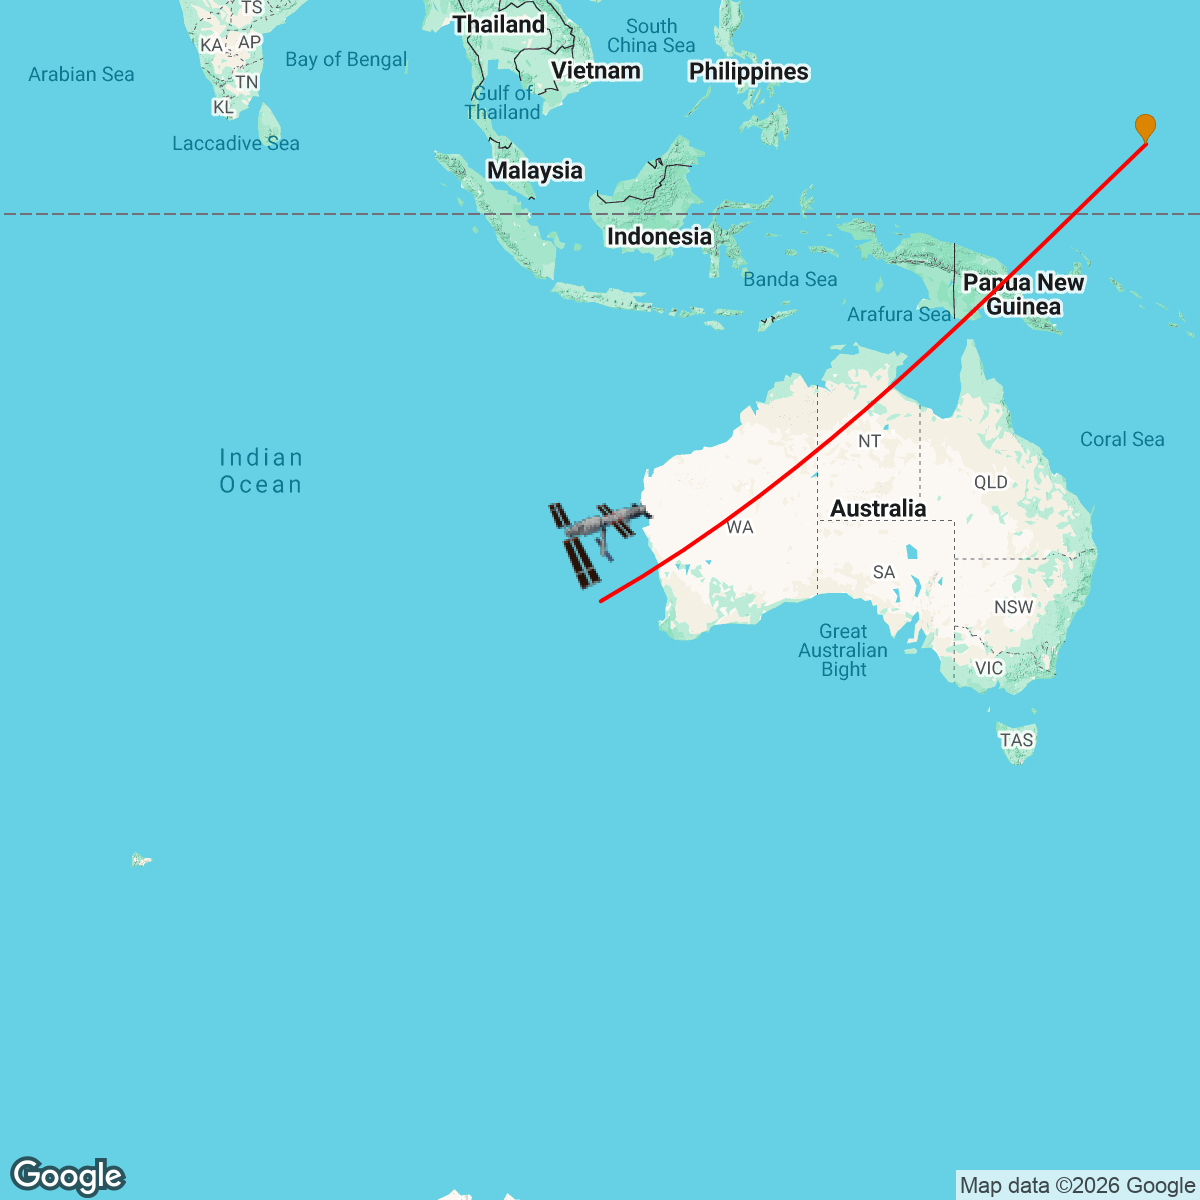 TS
Thailand
South
China Sea
KA
AP
Bay of Bengal
Arabian Sea
Vietnam
Philippines
TN
Gulf of
Thailand
KL
Laccadive Sea
Malaysia
Indonesia
Banda Sea
Papua New
Guinea
Arafura Sea
NT
Coral Sea
Indian
Ocean
QLD
Australia
WA
SA
NSW
Great
Australian
Bight
VIC
TAS
Google
Map data ©2026 Google